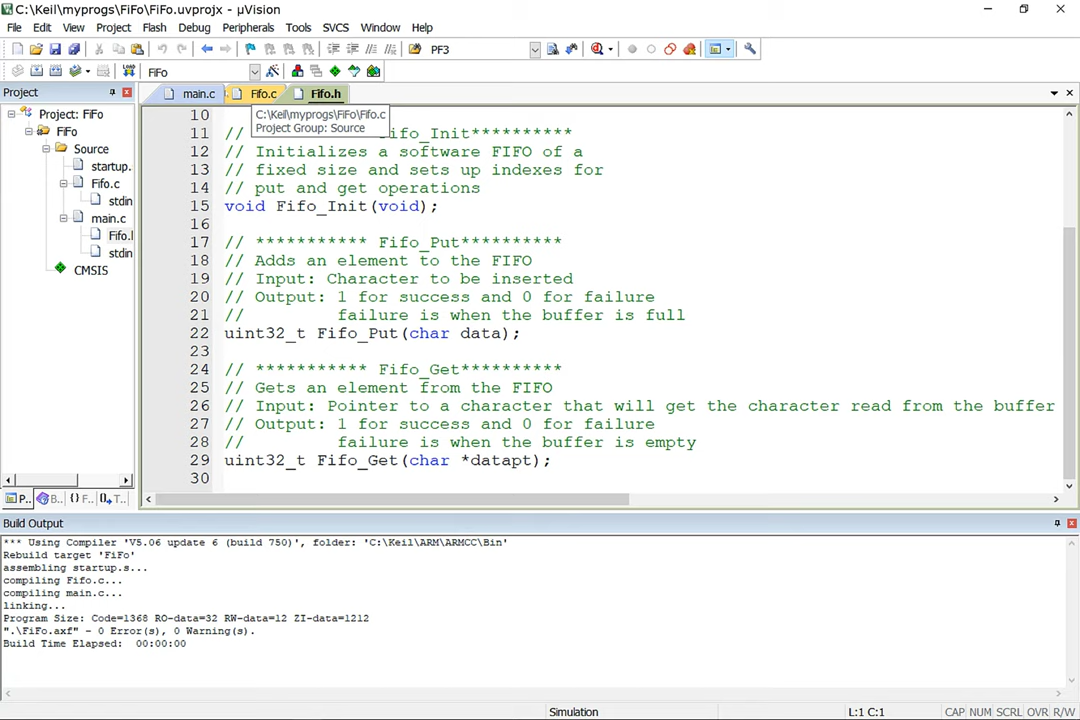 C:\Keil\myprogs\FiFo\FiFo.uvprojx - µVision
File Edit View Project Flash Debug Peripherals Tools SVCS Window Help
PF3
FiFo
Project
main.c Fifo.c Fifo.h
C:\Keil\myprogs\FiFo\Fifo.c
Project Group: Source
Project: FiFo
FiFo
Source
startup.
Fifo.c
stdin
main.c
Fifo.l
stdin
CMSIS
10
11 // Fifo_Init**********
12 // Initializes a software FIFO of a
13 // fixed size and sets up indexes for
14 // put and get operations
15 void Fifo_Init(void);
16
17 // *********** Fifo_Put**********
18 // Adds an element to the FIFO
19 // Input: Character to be inserted
20 // Output: 1 for success and 0 for failure
21 // failure is when the buffer is full
22 uint32_t Fifo_Put(char data);
23
24 // *********** Fifo_Get**********
25 // Gets an element from the FIFO
26 // Input: Pointer to a character that will get the character read from the buffer
27 // Output: 1 for success and 0 for failure
28 // failure is when the buffer is empty
29 uint32_t Fifo_Get(char *datapt);
30
P... B... {} F... 0, T...
Build Output
*** Using Compiler 'V5.06 update 6 (build 750)', folder: 'C:\Keil\ARM\ARMCC\Bin'
Rebuild target 'FiFo'
assembling startup.s...
compiling Fifo.c...
compiling main.c...
linking...
Program Size: Code=1368 RO-data=32 RW-data=12 ZI-data=1212
".\FiFo.axf" - 0 Error(s), 0 Warning(s).
Build Time Elapsed: 00:00:00
Simulation L:1 C:1 CAP NUM SCRL OVR R/W